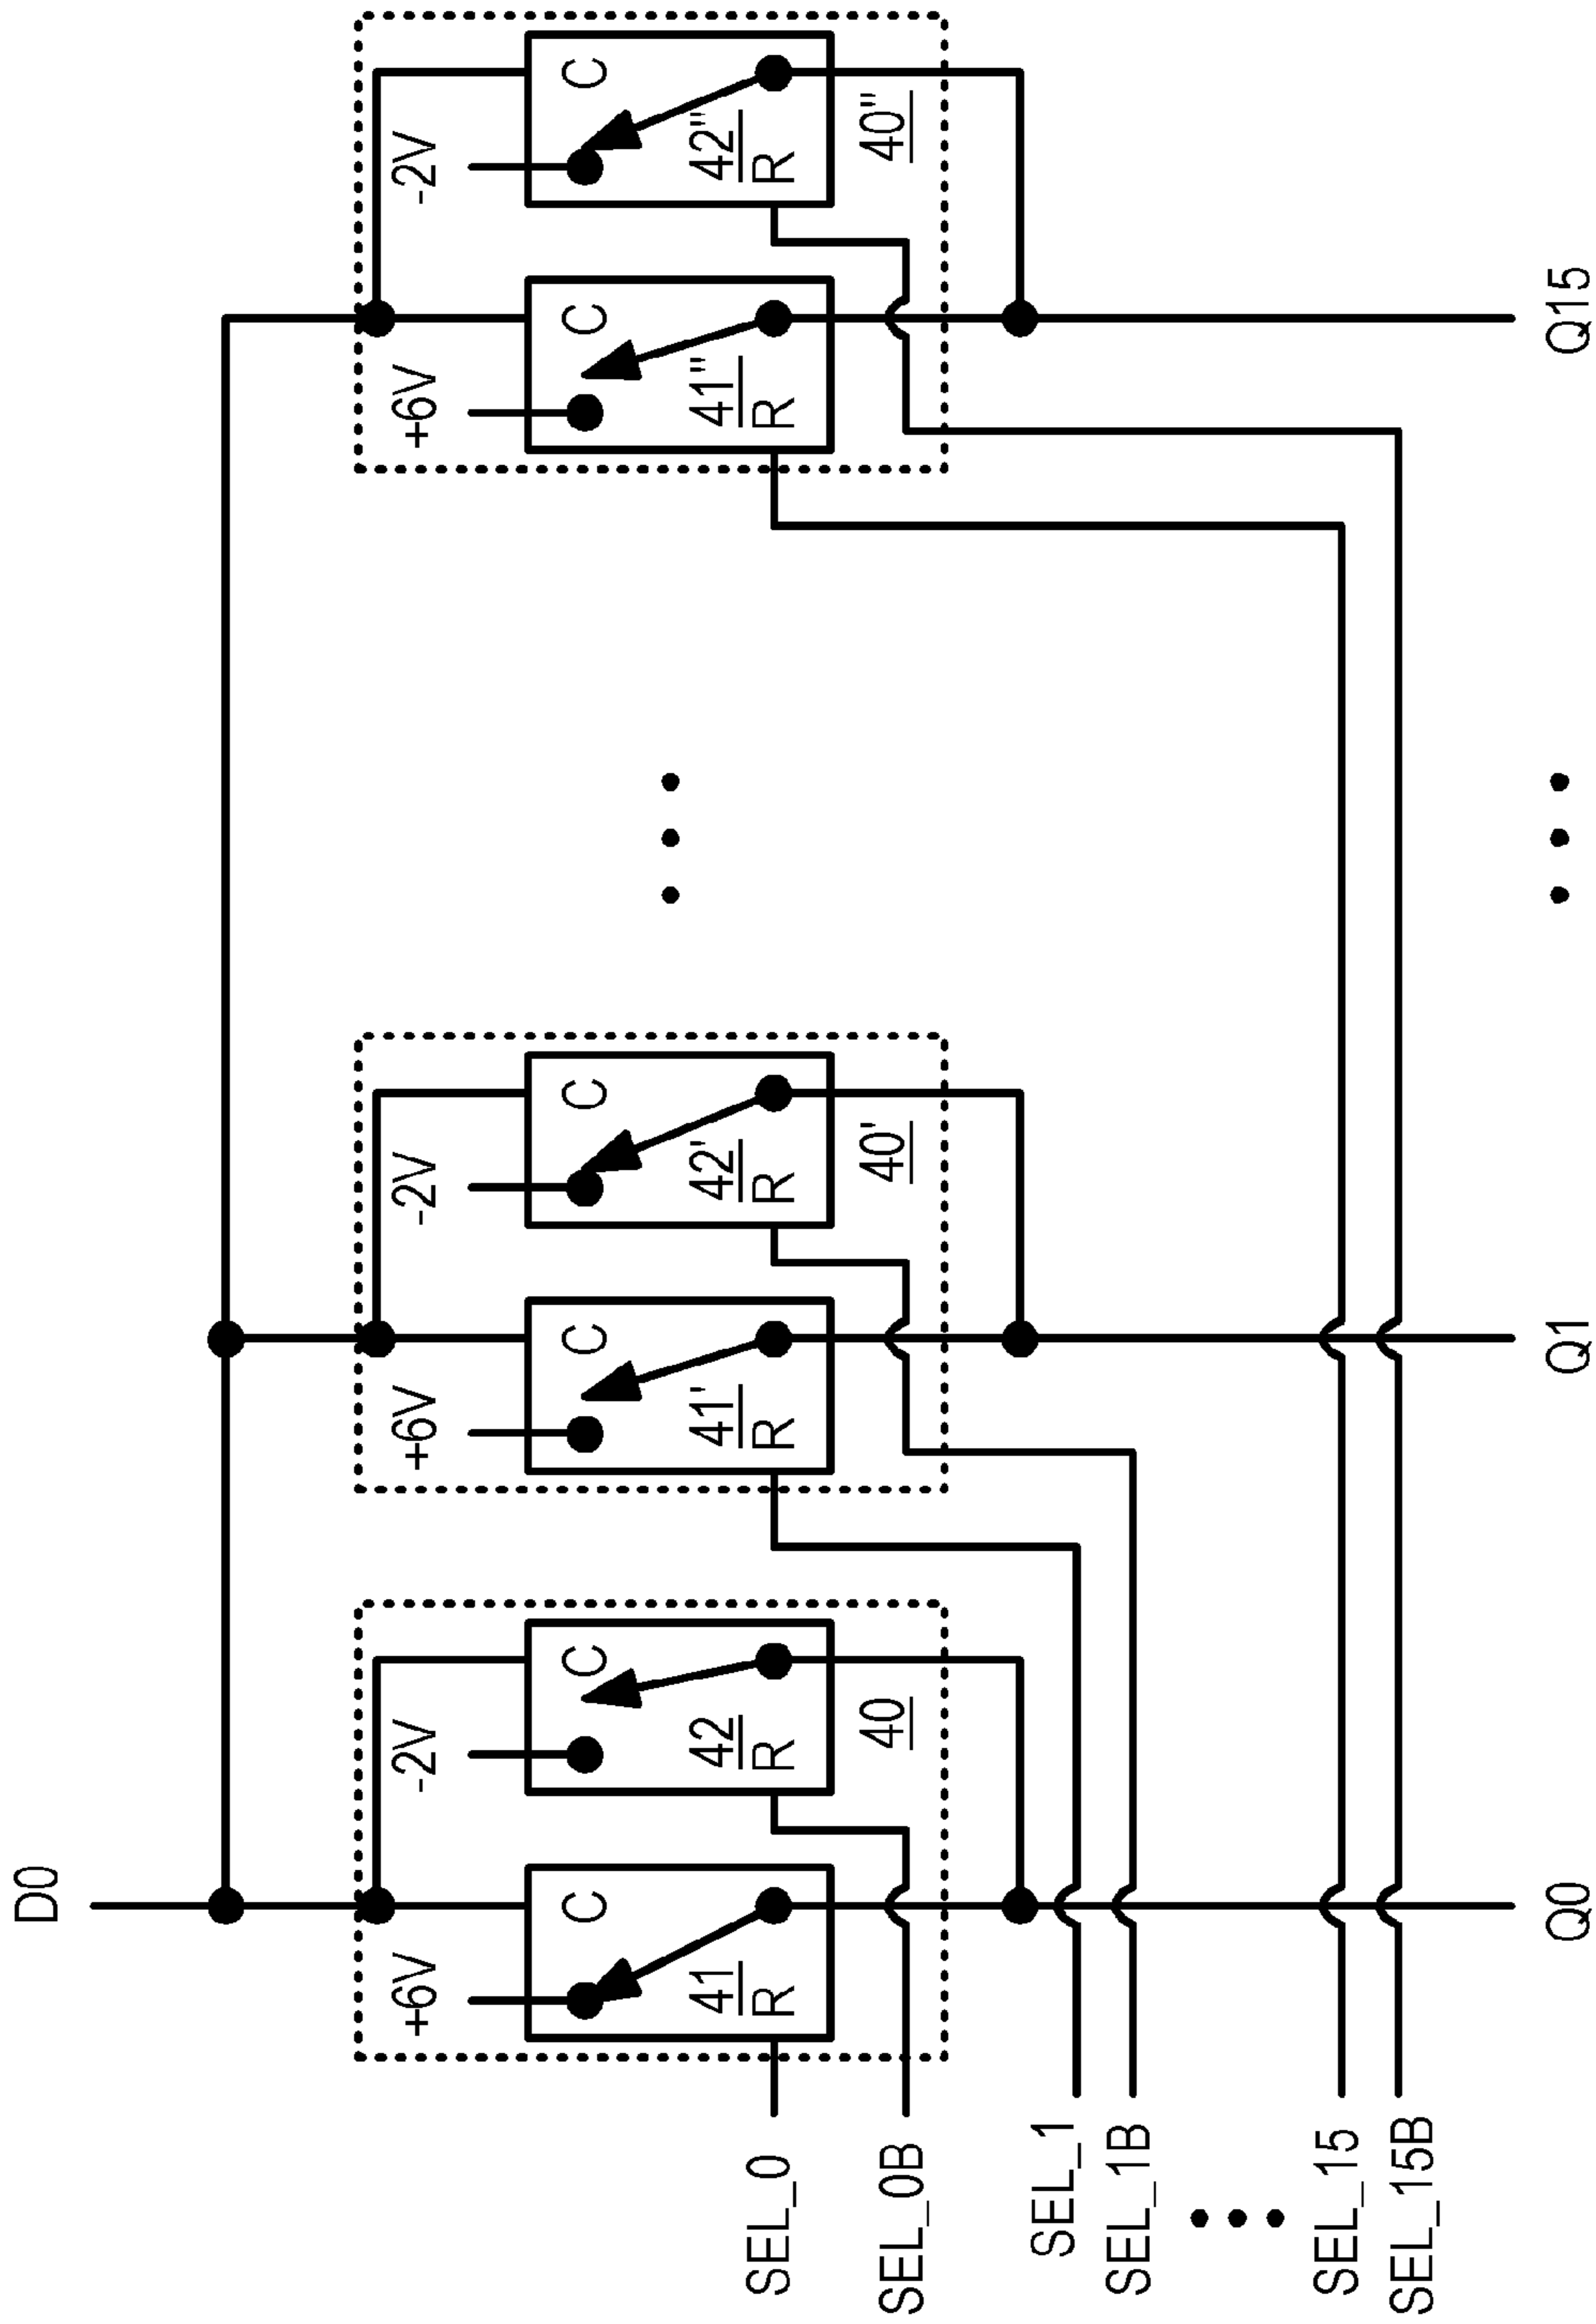 D0
+6V
-2V
+6V
-2V
+6V
-2V
C
C
C
C
C
C
41
42
41'
42'
41"
42"
R
R
R
R
R
R
40
40'
40"
SEL_0
SEL_0B
SEL_1
SEL_1B
SEL_15
SEL_15B
Q0
Q1
Q15